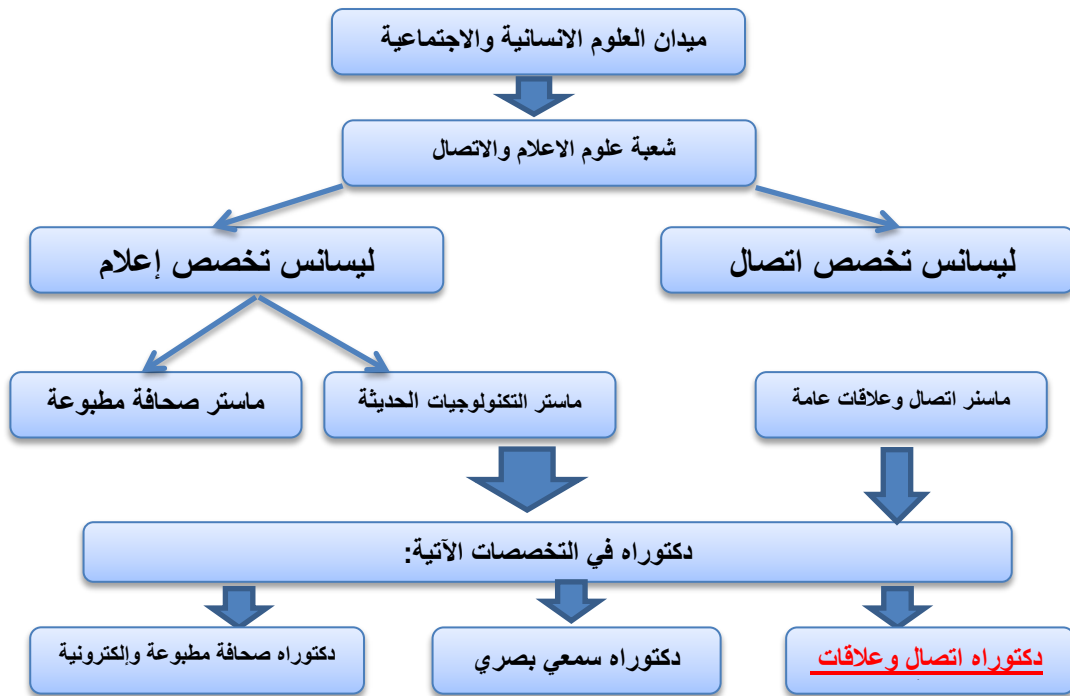 ميدان العلوم الانسانية والاجتماعية
شعبة علوم الاعلام والاتصال
ليسانس تخصص اتصال
ليسانس تخصص إعلام
ماسنر اتصال وعلاقات عامة
ماستر التكنولوجيات الحديثة
ماستر صحافة مطبوعة
دكتوراه في التخصصات الآتية:
دكتوراه اتصال وعلاقات
دكتوراه سمعي بصري
دكتوراه صحافة مطبوعة وإلكترونية